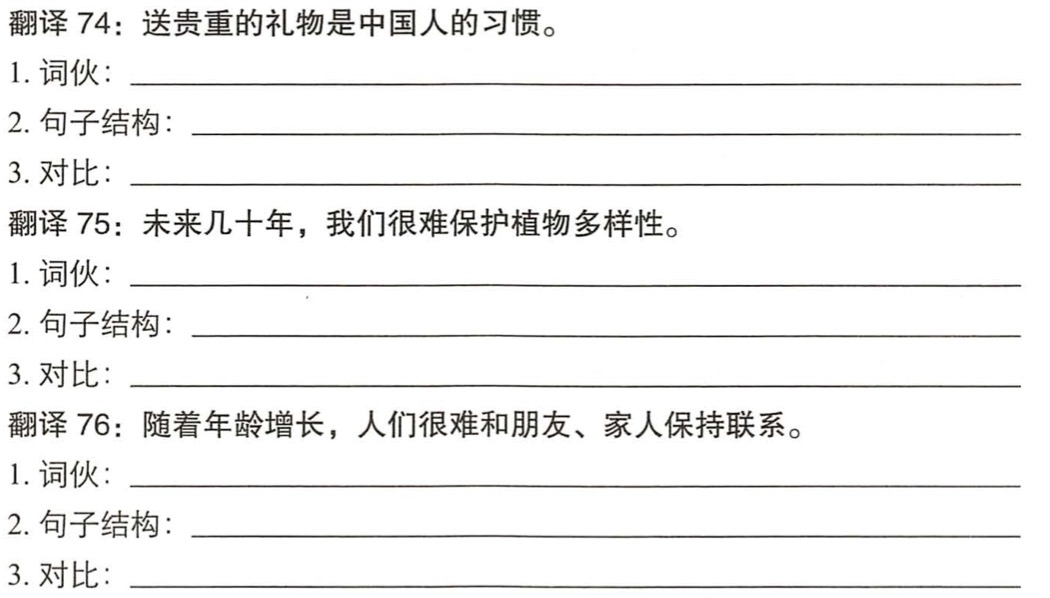 翻译 74：送贵重的礼物是中国人的习惯。
1. 词伙：
2. 句子结构：
3. 对比：
翻译 75：未来几十年，我们很难保护植物多样性。
1. 词伙：
2. 句子结构：
3. 对比：
翻译 76：随着年龄增长，人们很难和朋友、家人保持联系。
1. 词伙：
2. 句子结构：
3. 对比：